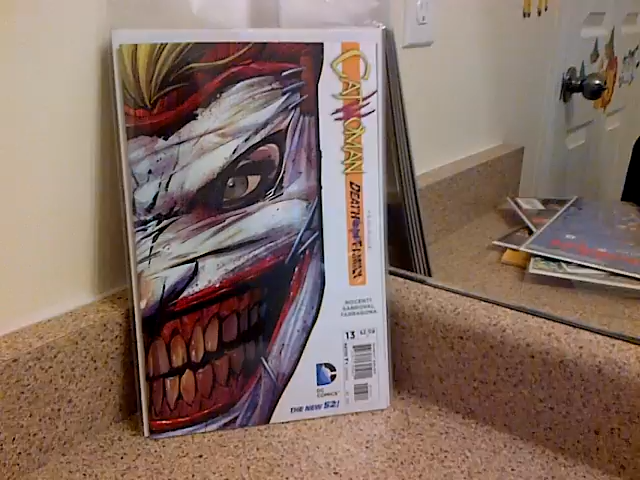 CATWOMAN
DEATH OF THE FAMILY
NOCENTI
SANDOVAL
TARRAGONA
13
DC
COMICS
THE NEW 52!